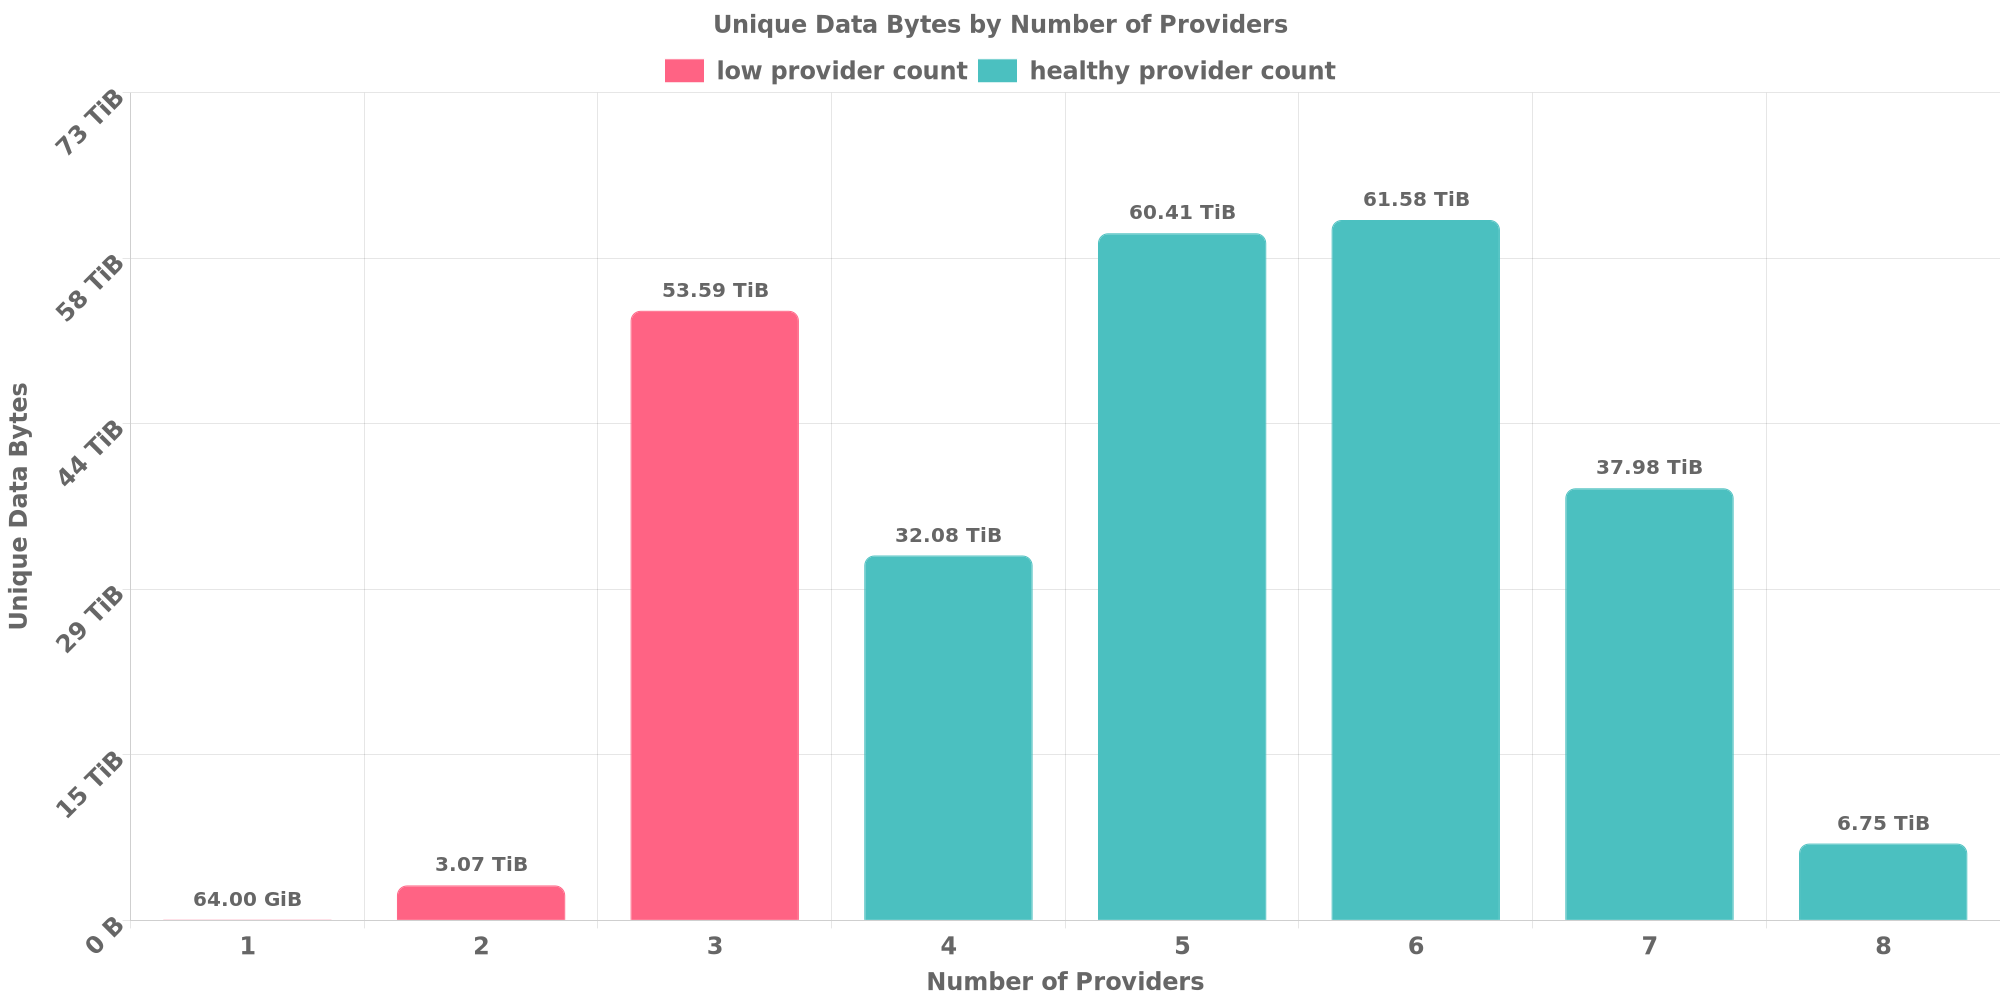 Unique Data Bytes by Number of Providers
low provider count healthy provider count
73 TiB
58 TiB
44 TiB
29 TiB
15 TiB
0 B
Unique Data Bytes
64.00 GiB
3.07 TiB
53.59 TiB
32.08 TiB
60.41 TiB
61.58 TiB
37.98 TiB
6.75 TiB
1 2 3 4 5 6 7 8
Number of Providers